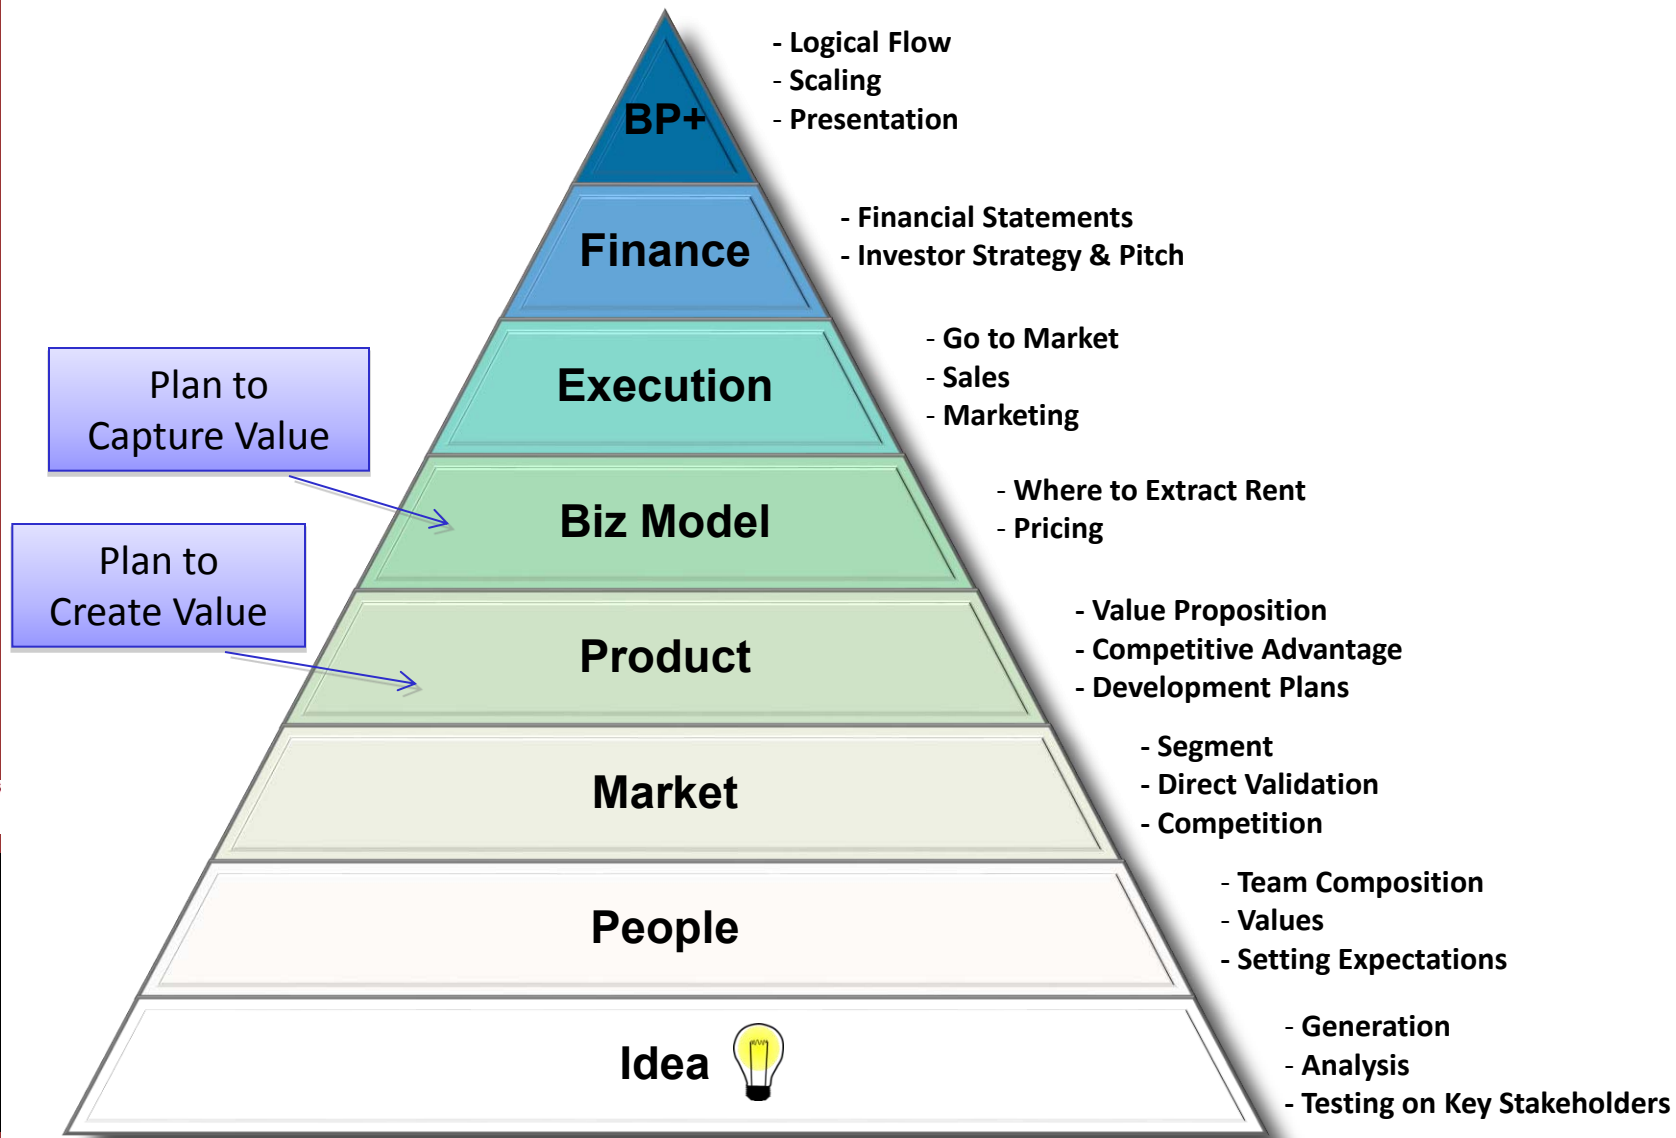 BP+
- Logical Flow
- Scaling
- Presentation
Finance
- Financial Statements
- Investor Strategy & Pitch
Execution
- Go to Market
- Sales
- Marketing
Plan to
Capture Value
Biz Model
- Where to Extract Rent
- Pricing
Plan to
Create Value
Product
- Value Proposition
- Competitive Advantage
- Development Plans
Market
- Segment
- Direct Validation
- Competition
People
- Team Composition
- Values
- Setting Expectations
Idea
- Generation
- Analysis
- Testing on Key Stakeholders